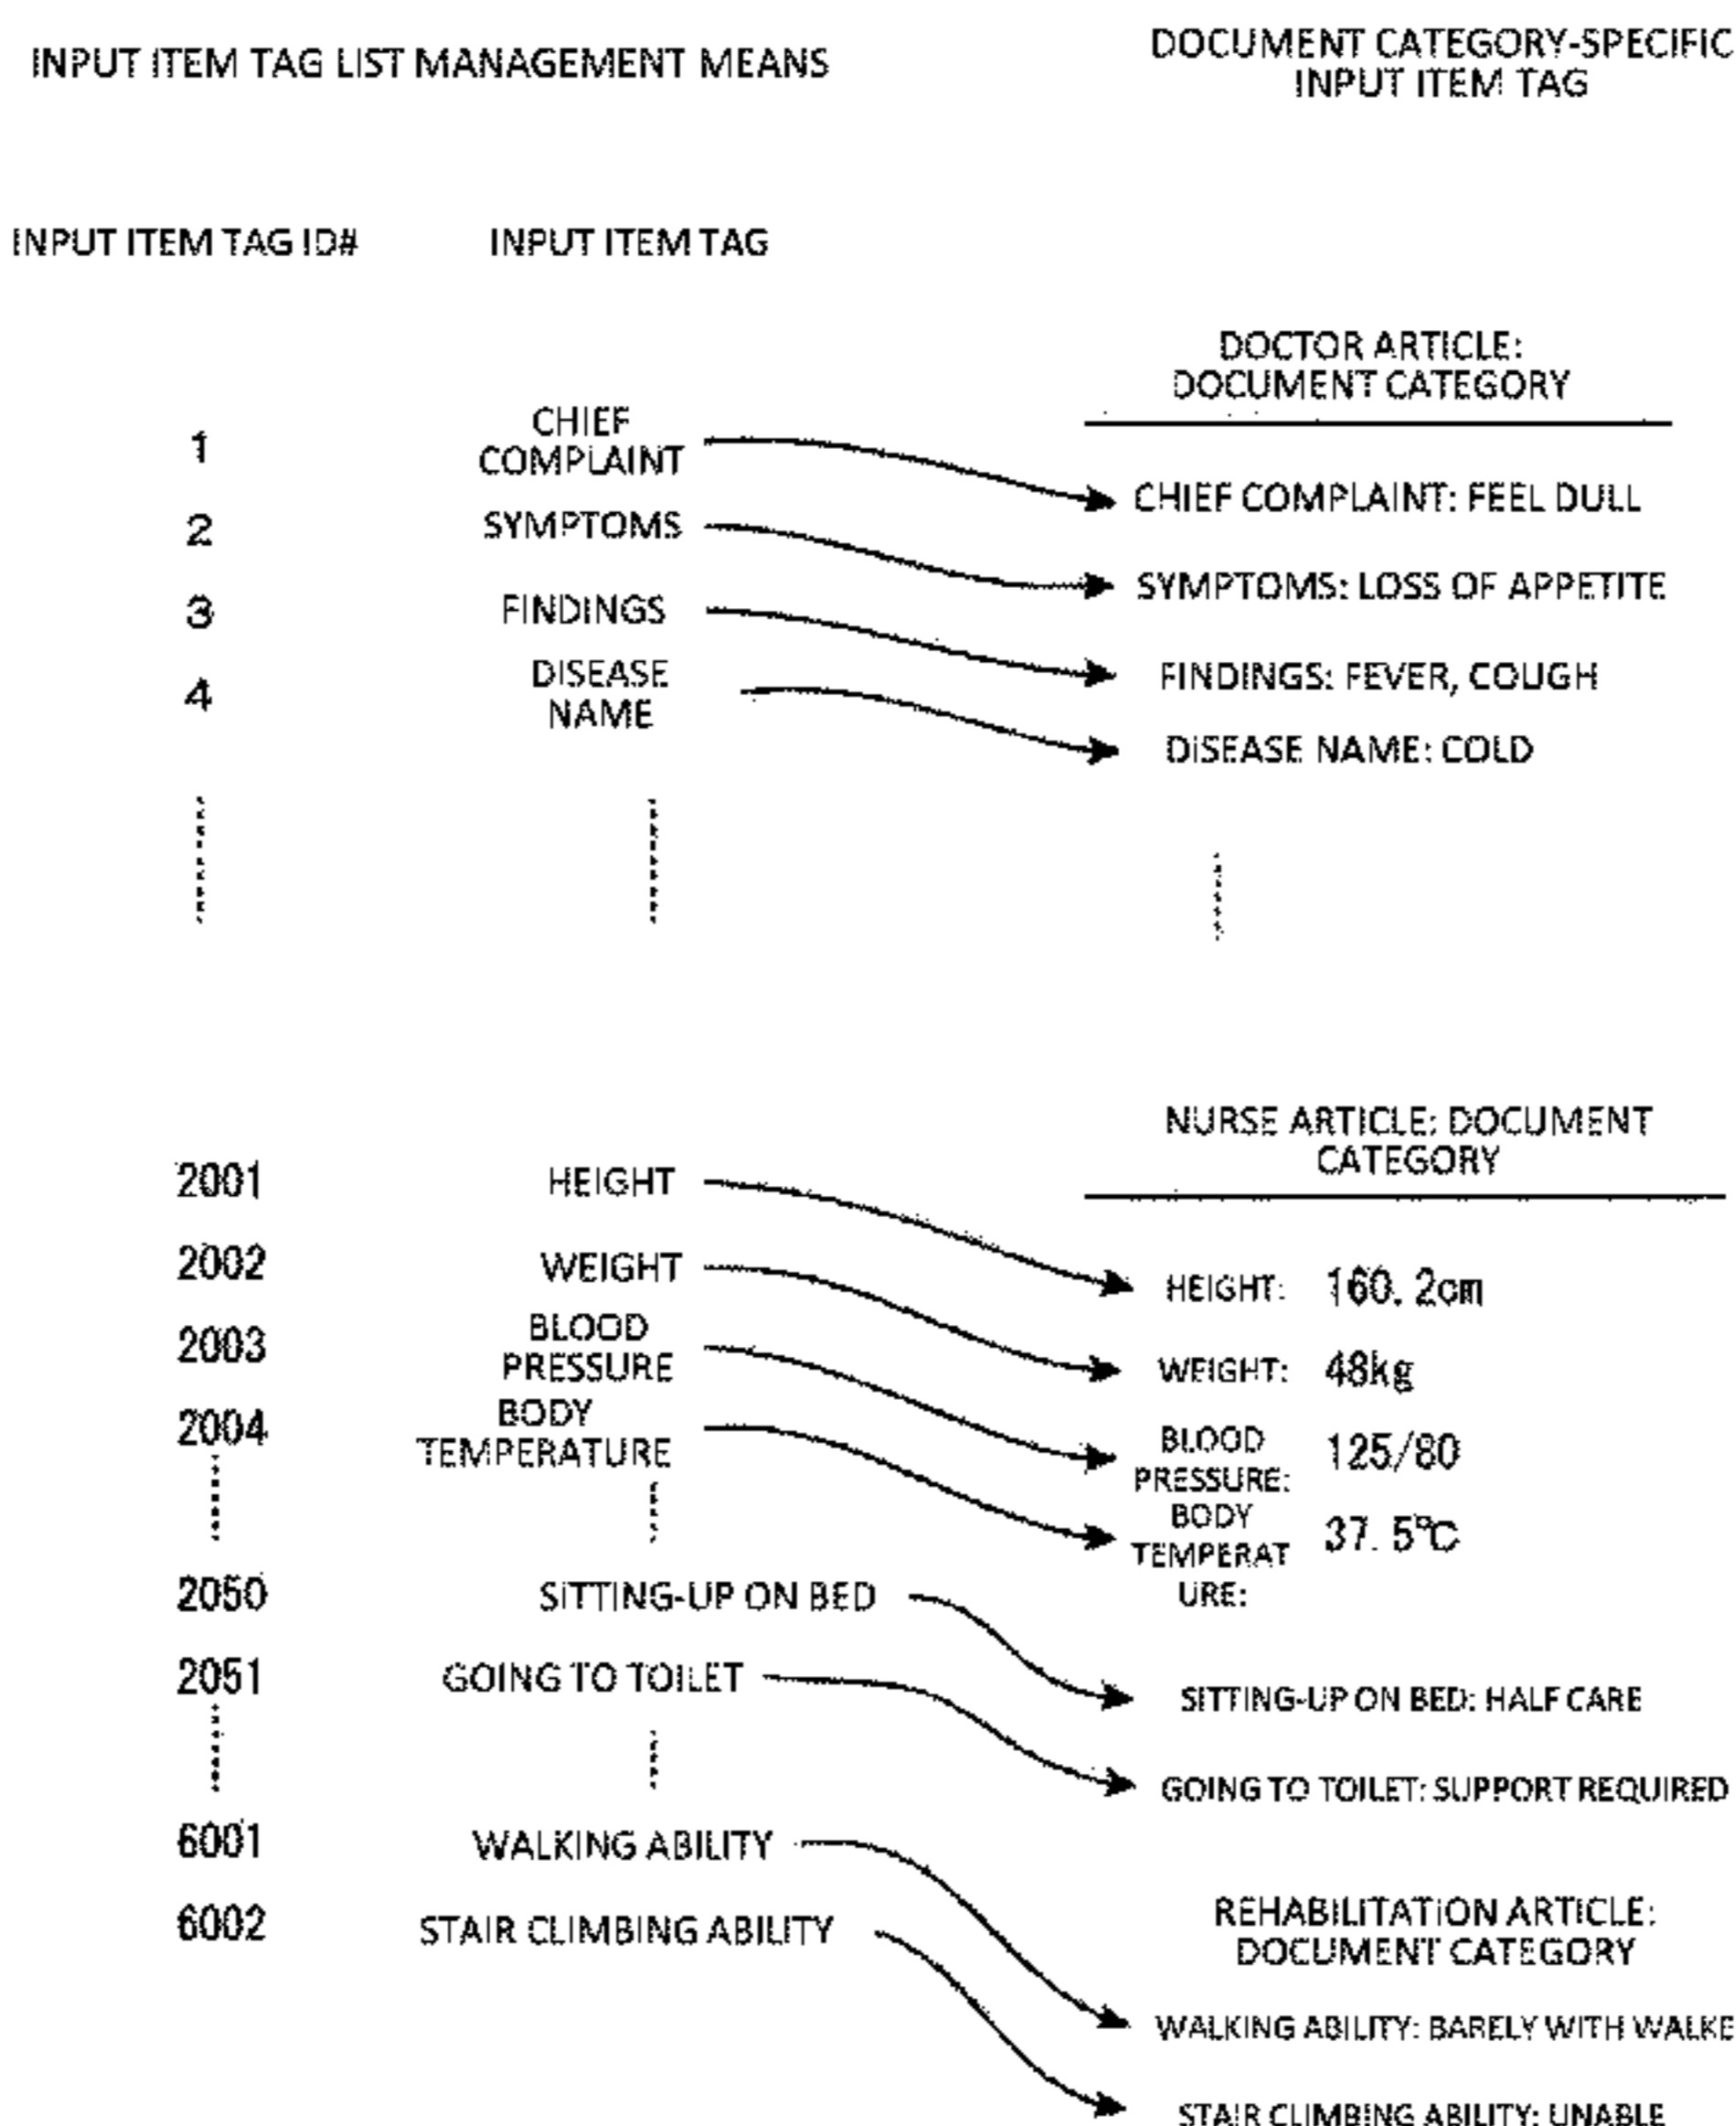 INPUT ITEM TAG LIST MANAGEMENT MEANS
DOCUMENT CATEGORY-SPECIFIC
INPUT ITEM TAG
INPUT ITEM TAG ID#
INPUT ITEM TAG
DOCTOR ARTICLE:
DOCUMENT CATEGORY
1
CHIEF
COMPLAINT
CHIEF COMPLAINT: FEEL DULL
2
SYMPTOMS
SYMPTOMS: LOSS OF APPETITE
3
FINDINGS
FINDINGS: FEVER, COUGH
4
DISEASE
NAME
DISEASE NAME: COLD
NURSE ARTICLE: DOCUMENT
CATEGORY
2001
HEIGHT
HEIGHT: 160.2cm
2002
WEIGHT
WEIGHT: 48kg
2003
BLOOD
PRESSURE
BLOOD
PRESSURE: 125/80
2004
BODY
TEMPERATURE
BODY
TEMPERAT
URE: 37.5℃
2050
SITTING-UP ON BED
SITTING-UP ON BED: HALF CARE
2051
GOING TO TOILET
GOING TO TOILET: SUPPORT REQUIRED
6001
WALKING ABILITY
6002
STAIR CLIMBING ABILITY
REHABILITATION ARTICLE:
DOCUMENT CATEGORY
WALKING ABILITY: BARELY WITH WALKE
STAIR CLIMBING ABILITY: UNABLE